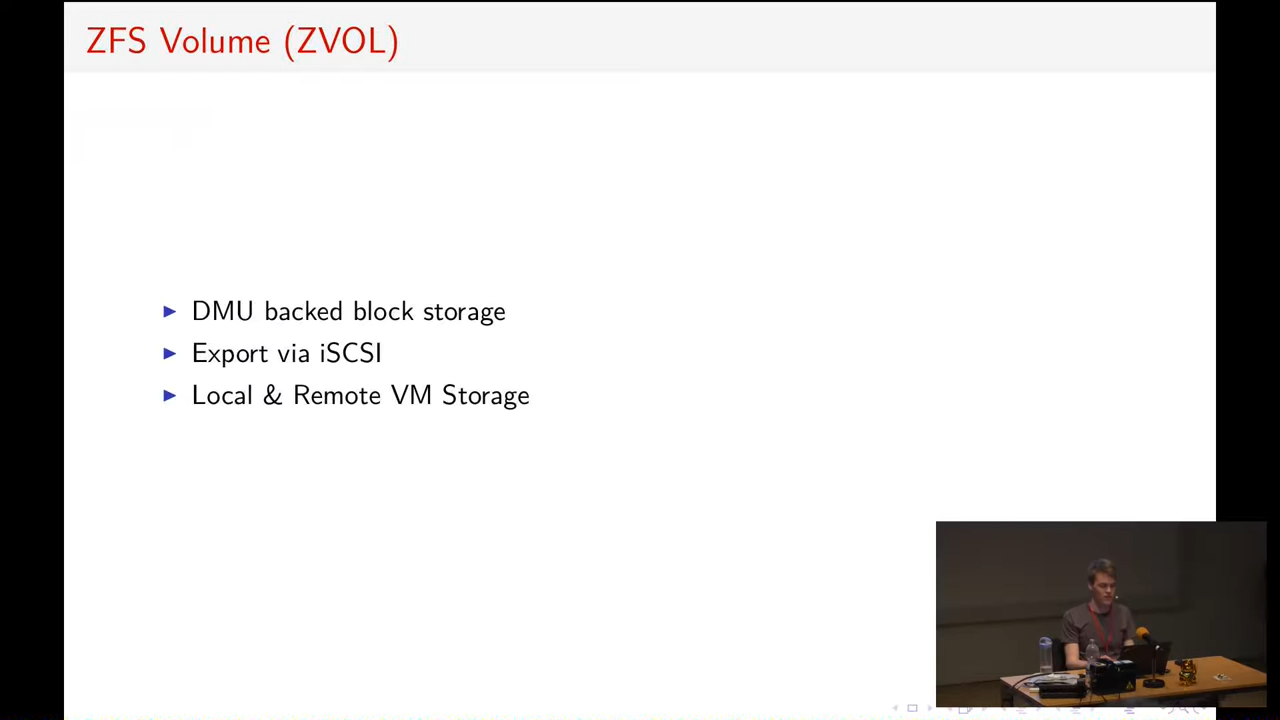 ZFS Volume (ZVOL)
DMU backed block storage
Export via iSCSI
Local & Remote VM Storage